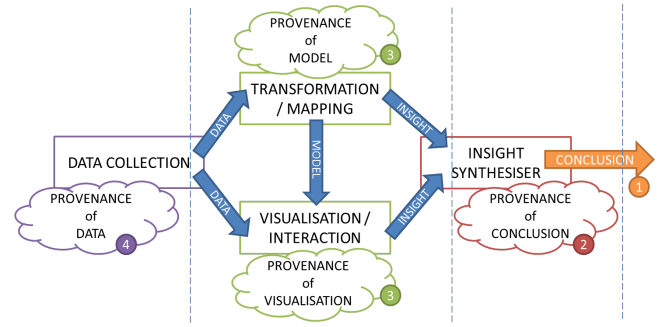 PROVENANCE
of
MODEL
3
TRANSFORMATION
/ MAPPING
DATA
INSIGHT
MODEL
DATA COLLECTION
PROVENANCE
of
DATA
4
DATA
INSIGHT
VISUALISATION /
INTERACTION
PROVENANCE
of
VISUALISATION
3
INSIGHT
SYNTHESISER
CONCLUSION
1
PROVENANCE
of
CONCLUSION
2